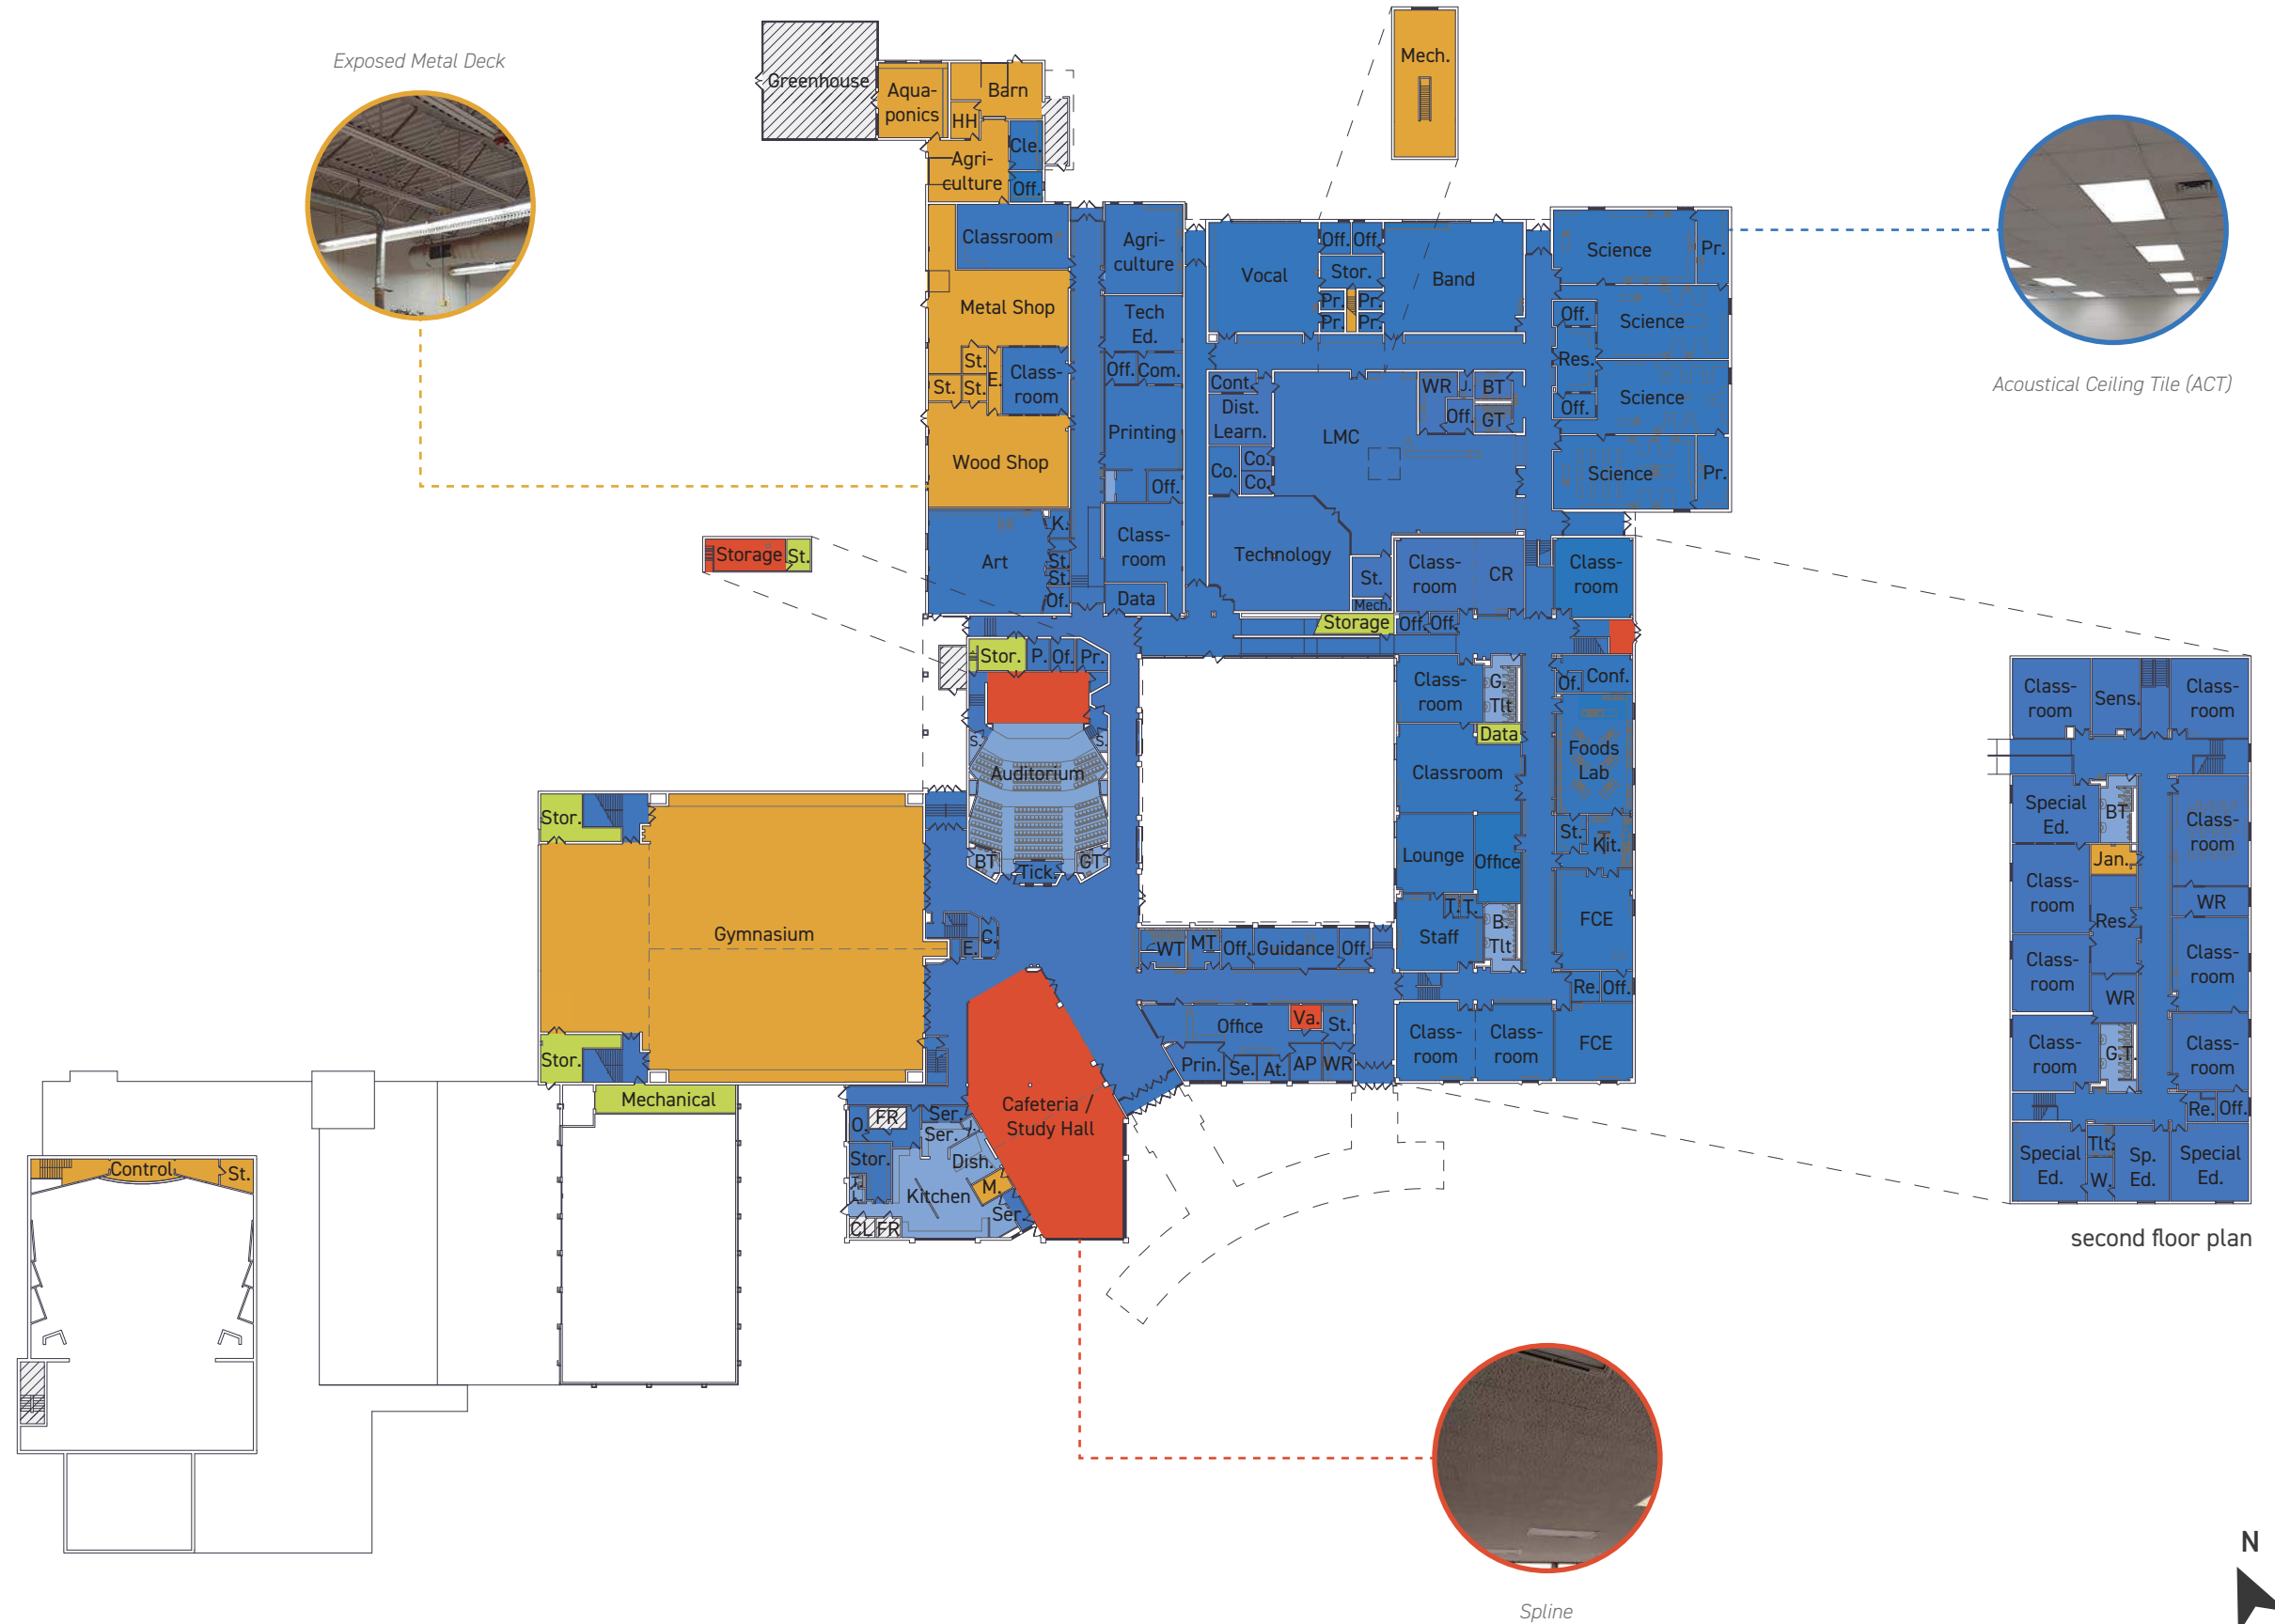 Exposed Metal Deck
Mech.
Greenhouse
Aqua-
ponics
Barn
HH
Agri-
culture
Cle.
Off.
Acoustical Ceiling Tile (ACT)
Classroom
Agri-
culture
Metal Shop
Tech
Ed.
St.
St.
St.
E.
Class-
room
Off.
Com.
Wood Shop
Printing
Off.
Art
K.
St.
St.
Of.
Class-
room
Data
Vocal
Off.
Off.
Stor.
Pr.
Pr.
Pr.
Pr.
Band
Science
Pr.
Off.
Science
Res.
Science
Off.
Science
Pr.
Cont.
Dist.
Learn.
LMC
WR
J.
BT
Off.
GT
Co.
Co.
Co.
Technology
St.
Mech.
Class-
room
CR
Class-
room
Storage
Off.
Off.
Storage
St.
Stor.
P.
Of.
Pr.
S.
S.
Auditorium
BT
Tick.
GT
Class-
room
G.
Tlt
Of.
Conf.
Data
Classroom
Foods
Lab
St.
Kit.
Lounge
Office
T.
T.
Staff
B.
Tlt
FCE
Re.
Off.
Class-
room
Class-
room
FCE
WT
MT
Off.
Guidance
Off.
Office
Va.
St.
Prin.
Se.
At.
AP
WR
Stor.
Gymnasium
E.
C.
Stor.
Mechanical
Cafeteria /
Study Hall
FR
O.
Ser.
Ser.
J.
Stor.
Dish.
T.
L.
Kitchen
M.
Ser.
CL
FR
Control
St.
Class-
room
Sens.
Class-
room
Special
Ed.
BT
Class-
room
Jan.
Class-
room
Res.
WR
Class-
room
Class-
room
WR
Class-
room
G.T.
Class-
room
Re.
Off.
Special
Ed.
Tlt.
W.
Sp.
Ed.
Special
Ed.
second floor plan
Spline
N